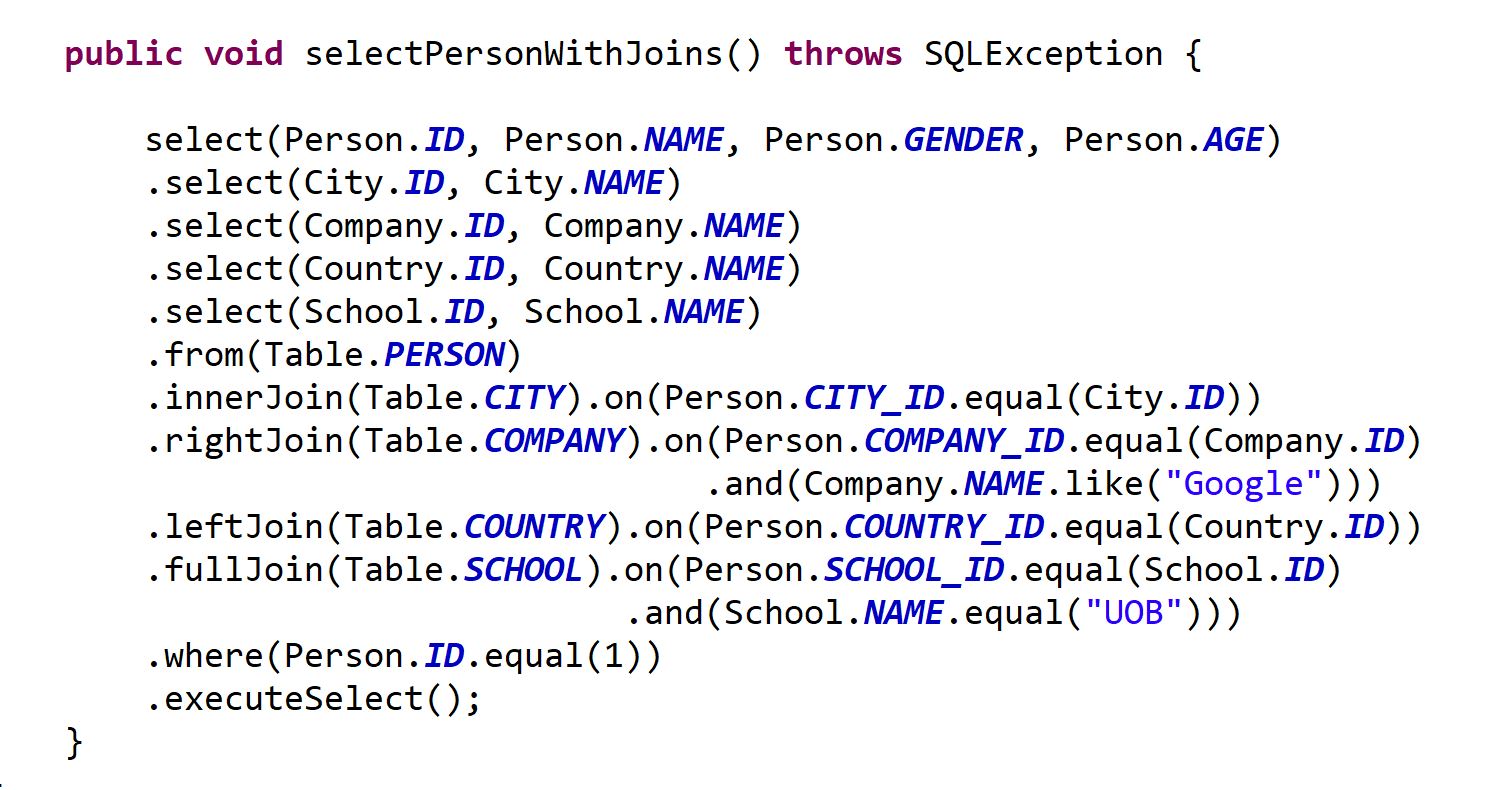 public void selectPersonWithJoins() throws SQLException {
select(Person.ID, Person.NAME, Person.GENDER, Person.AGE)
.select(City.ID, City.NAME)
.select(Company.ID, Company.NAME)
.select(Country.ID, Country.NAME)
.select(School.ID, School.NAME)
.from(Table.PERSON)
.innerJoin(Table.CITY).on(Person.CITY_ID.equal(City.ID))
.rightJoin(Table.COMPANY).on(Person.COMPANY_ID.equal(Company.ID)
.and(Company.NAME.like("Google")))
.leftJoin(Table.COUNTRY).on(Person.COUNTRY_ID.equal(Country.ID))
.fullJoin(Table.SCHOOL).on(Person.SCHOOL_ID.equal(School.ID)
.and(School.NAME.equal("UOB")))
.where(Person.ID.equal(1))
.executeSelect();
}